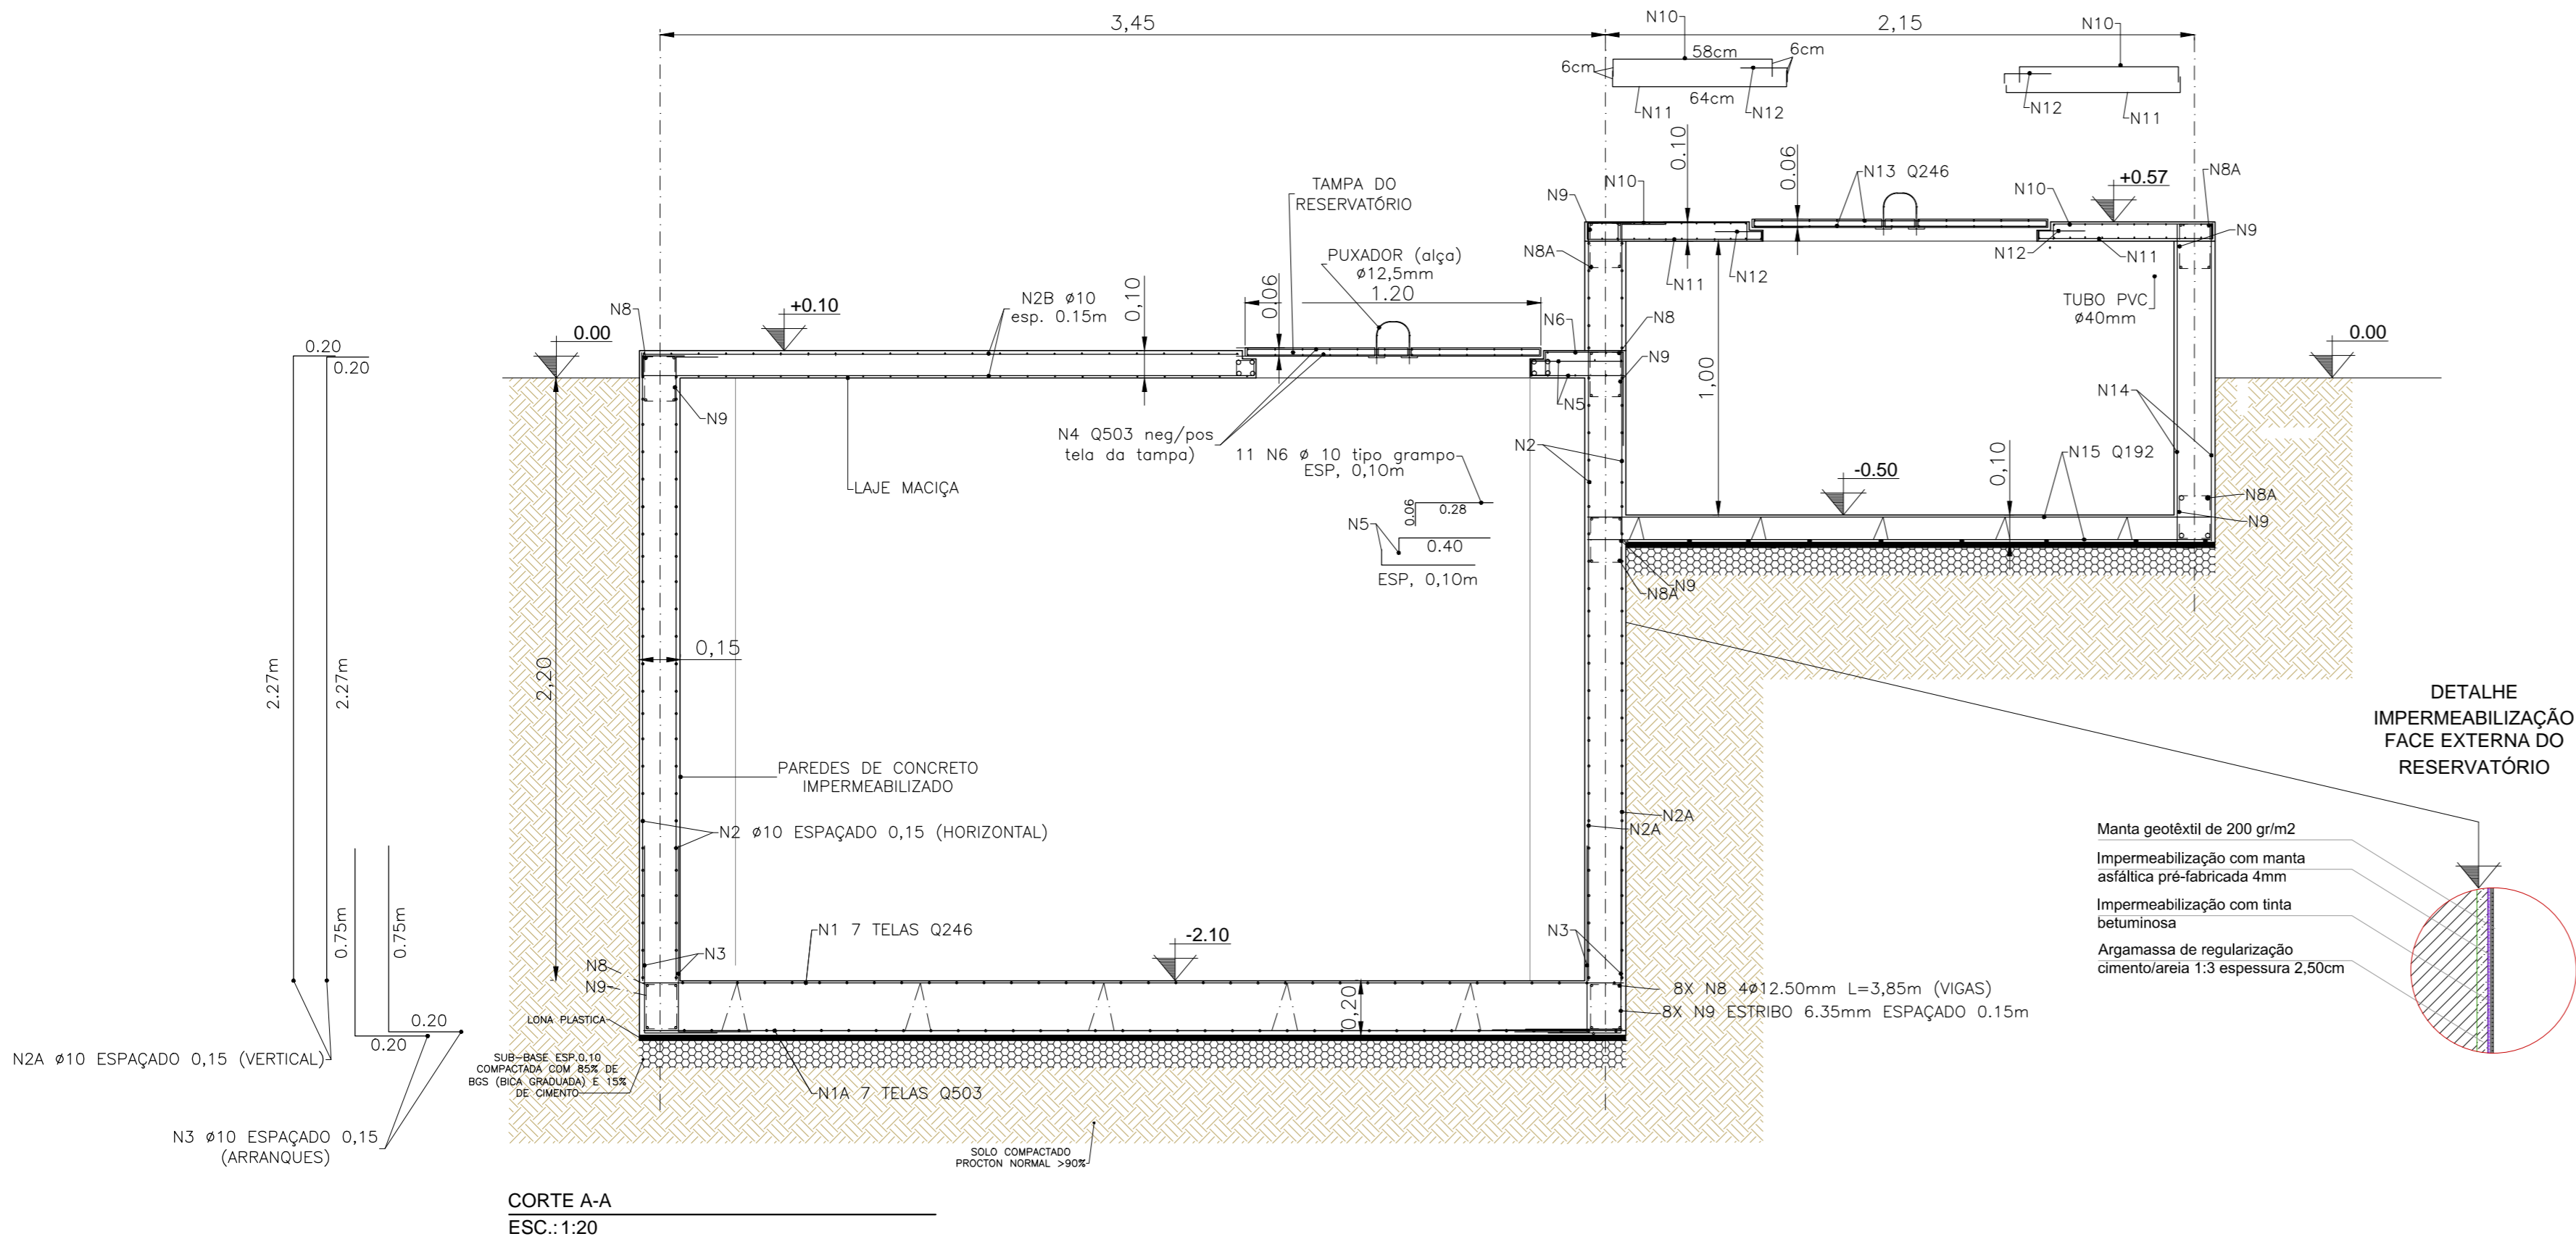 3,45
2,15
N10
N10
58cm
6cm
6cm
64cm
N11
N12
N12
N11
0.10
0.06
N13 Q246
+0.57
N8A
N9
N10
N10
TAMPA DO
RESERVATÓRIO
N9
N8A
N12
N11
N12
N11
PUXADOR (alça)
ø12,5mm
1.20
0.06
TUBO PVC
ø40mm
N2B ø10
esp. 0.15m
+0.10
0,10
N8
0.00
0.00
N6
N8
N9
N5
0.20
0.20
1,00
N9
N14
N4 Q503 neg/pos
tela da tampa)
11 N6 ø 10 tipo grampo
ESP, 0,10m
N2
N15 Q192
LAJE MACIÇA
-0.50
0,10
N8A
N9
0.06
0.28
N5
0.40
ESP, 0,10m
N9
N8A
0,15
2,20
2.27m
2.27m
DETALHE
IMPERMEABILIZAÇÃO
FACE EXTERNA DO
RESERVATÓRIO
PAREDES DE CONCRETO
IMPERMEABILIZADO
N2 ø10 ESPAÇADO 0,15 (HORIZONTAL)
N2A
N2A
Manta geotêxtil de 200 gr/m2
Impermeabilização com manta
asfáltica pré-fabricada 4mm
Impermeabilização com tinta
betuminosa
Argamassa de regularização
cimento/areia 1:3 espessura 2,50cm
0.75m
0.75m
N1 7 TELAS Q246
-2.10
N3
N3
N8
N9
8X N8 4ø12.50mm L=3,85m (VIGAS)
8X N9 ESTRIBO 6.35mm ESPAÇADO 0.15m
0,20
LONA PLASTICA
0.20
0.20
N2A ø10 ESPAÇADO 0,15 (VERTICAL)
SUB-BASE ESP.0.10
COMPACTADA COM 85% DE
BGS (BICA GRADUADA) E 15%
DE CIMENTO
N1A 7 TELAS Q503
N3 ø10 ESPAÇADO 0,15
(ARRANQUES)
SOLO COMPACTADO
PROCTON NORMAL >90%
CORTE A-A
ESC.: 1:20